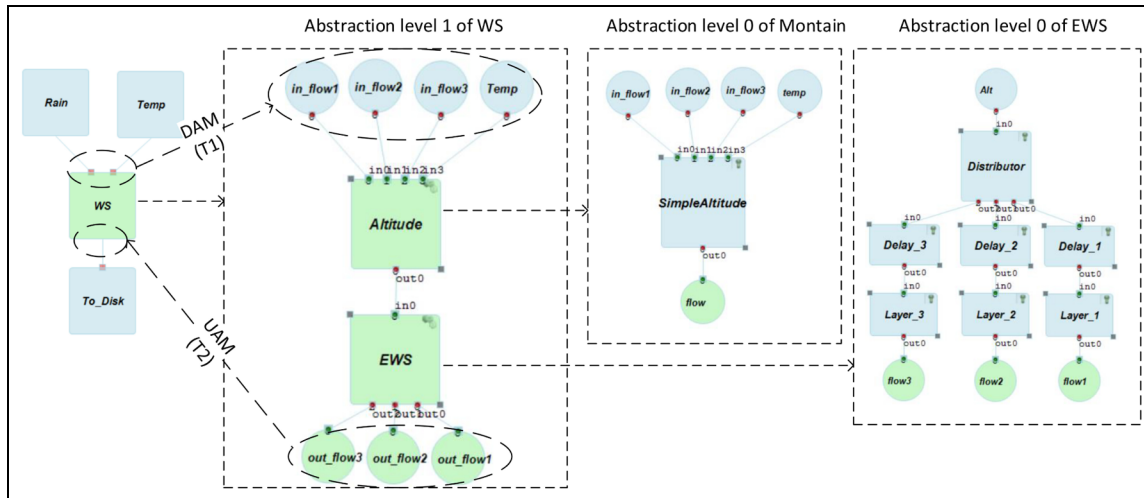 Abstraction level 1 of WS
Abstraction level 0 of Montain
Abstraction level 0 of EWS
Rain
Temp
WS
To_Disk
DAM
(T1)
UAM
(T2)
in_flow1
in_flow2
in_flow3
Temp
in0 in1 in2 in3
Altitude
out0
in0
EWS
out2 out1 out0
out_flow3
out_flow2
out_flow1
in_flow1
in_flow2
in_flow3
temp
in0 in1 in2 in3
SimpleAltitude
out0
flow
Alt
in0
Distributor
out2 out1 out0
in0
in0
in0
Delay_3
Delay_2
Delay_1
out0
out0
out0
in0
in0
in0
Layer_3
Layer_2
Layer_1
out0
out0
out0
flow3
flow2
flow1